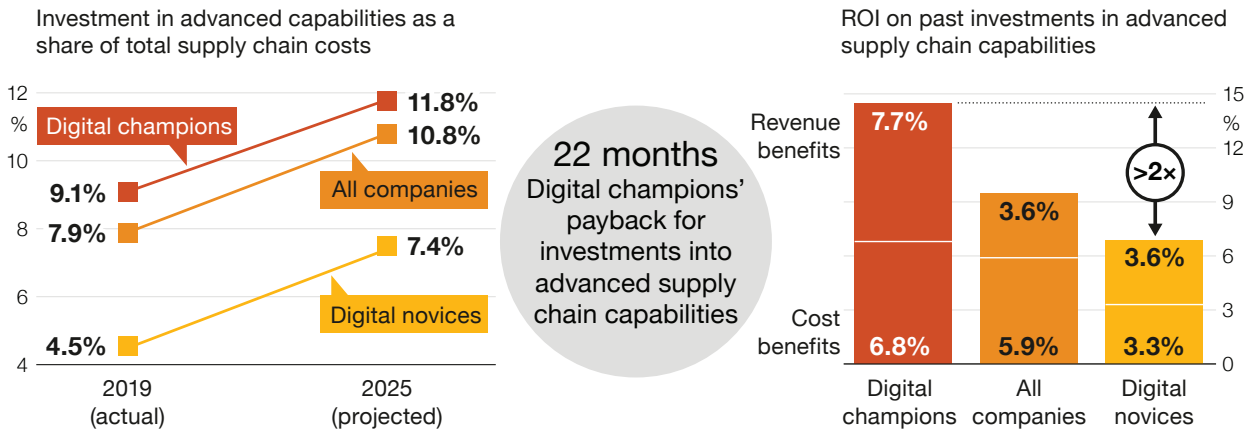 Investment in advanced capabilities as a
share of total supply chain costs
12
%
10
8
6
4
Digital champions
All companies
Digital novices
11.8%
10.8%
9.1%
7.9%
7.4%
4.5%
2019
(actual)
2025
(projected)
22 months
Digital champions’
payback for
investments into
advanced supply
chain capabilities
ROI on past investments in advanced
supply chain capabilities
Revenue
benefits
Cost
benefits
7.7%
6.8%
3.6%
5.9%
3.6%
3.3%
>2×
15
%
12
9
6
3
0
Digital
champions
All
companies
Digital
novices